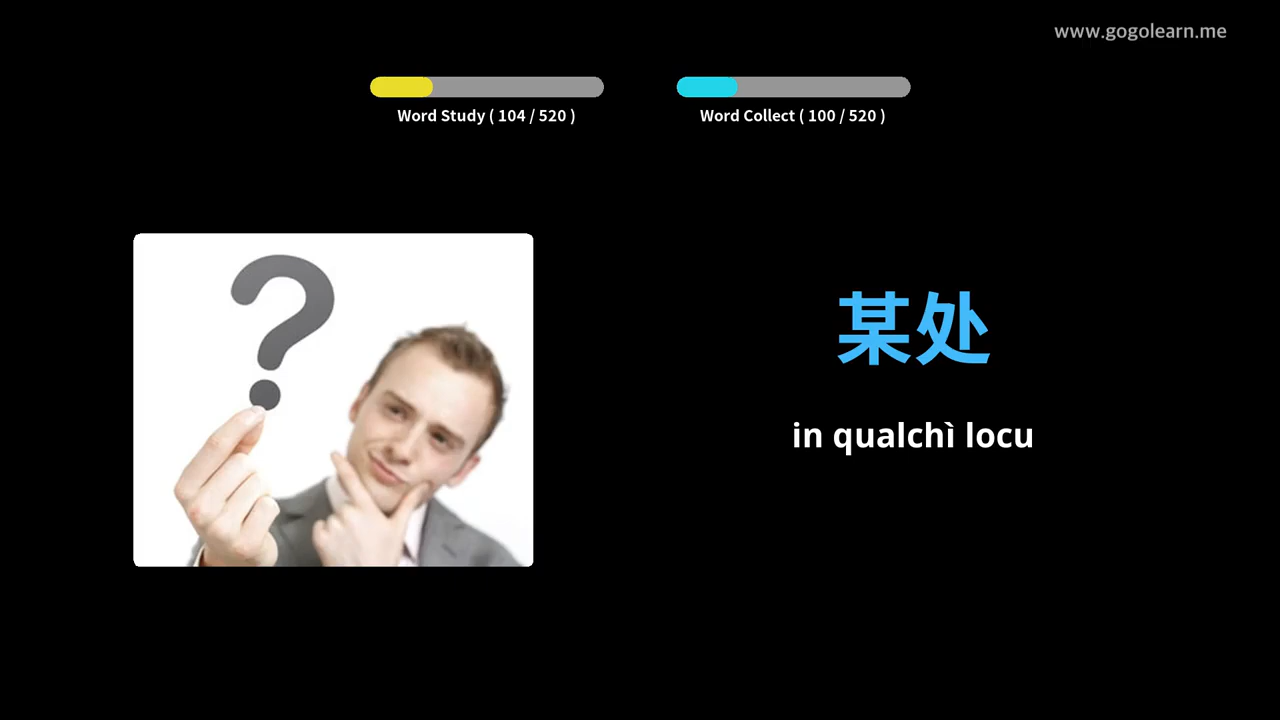 www.gogolearn.me
Word Study ( 104 / 520 )
Word Collect ( 100 / 520 )
某处
in qualchì locu